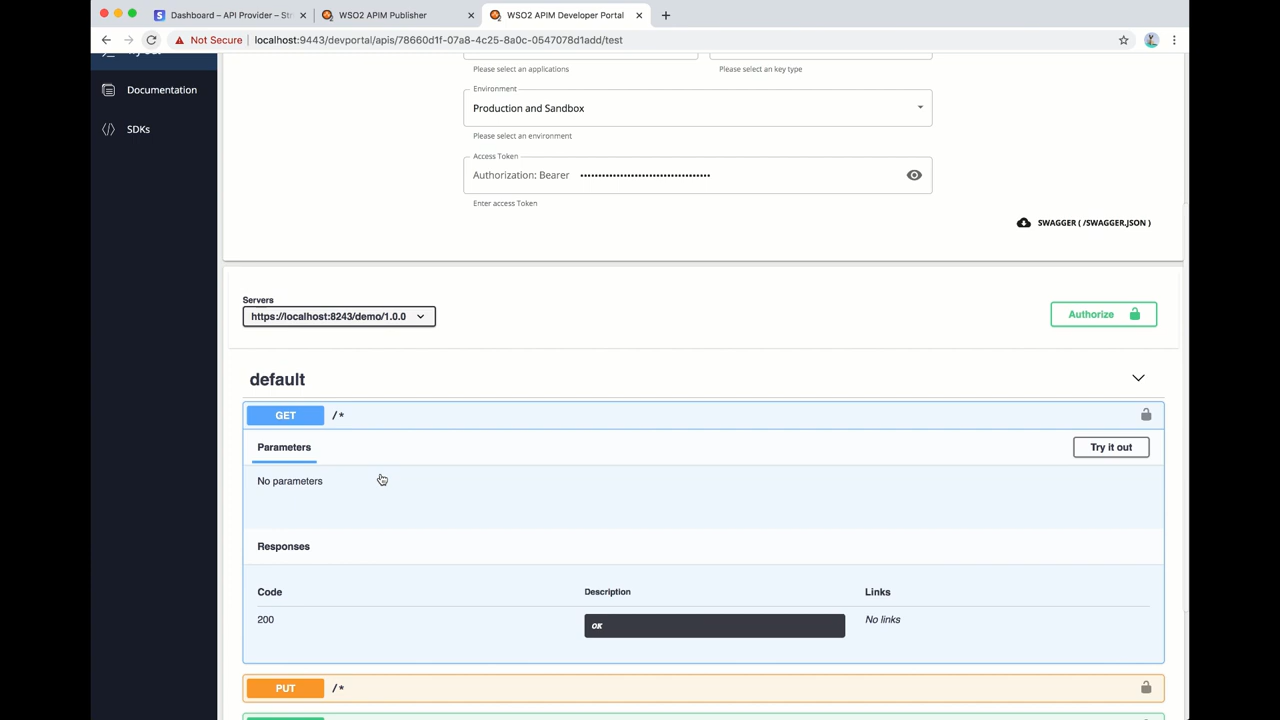 Dashboard – API Provider – Str
WSO2 APIM Publisher
WSO2 APIM Developer Portal
Not Secure
localhost:9443/devportal/apis/78660d1f-07a8-4c25-8a0c-0547078d1add/test
Please select an applications
Please select an key type
Documentation
SDKs
Environment
Production and Sandbox
Please select an environment
Access Token
Authorization: Bearer ••••••••••••••••••••••••••••••••••••
Enter access Token
SWAGGER ( /SWAGGER.JSON )
Servers
https://localhost:8243/demo/1.0.0
Authorize
default
GET /*
Parameters
Try it out
No parameters
Responses
Code Description Links
200 OK No links
PUT /*